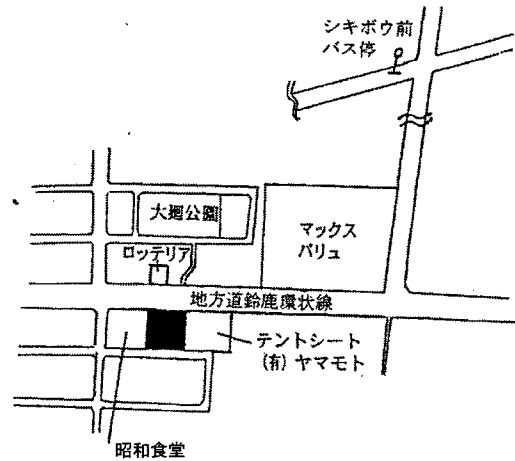 シキボウ前
バス停
大廻公園
マックス
バリュ
ロッテリア
地方道鈴鹿環状線
テントシート
(有) ヤマモト
昭和食堂